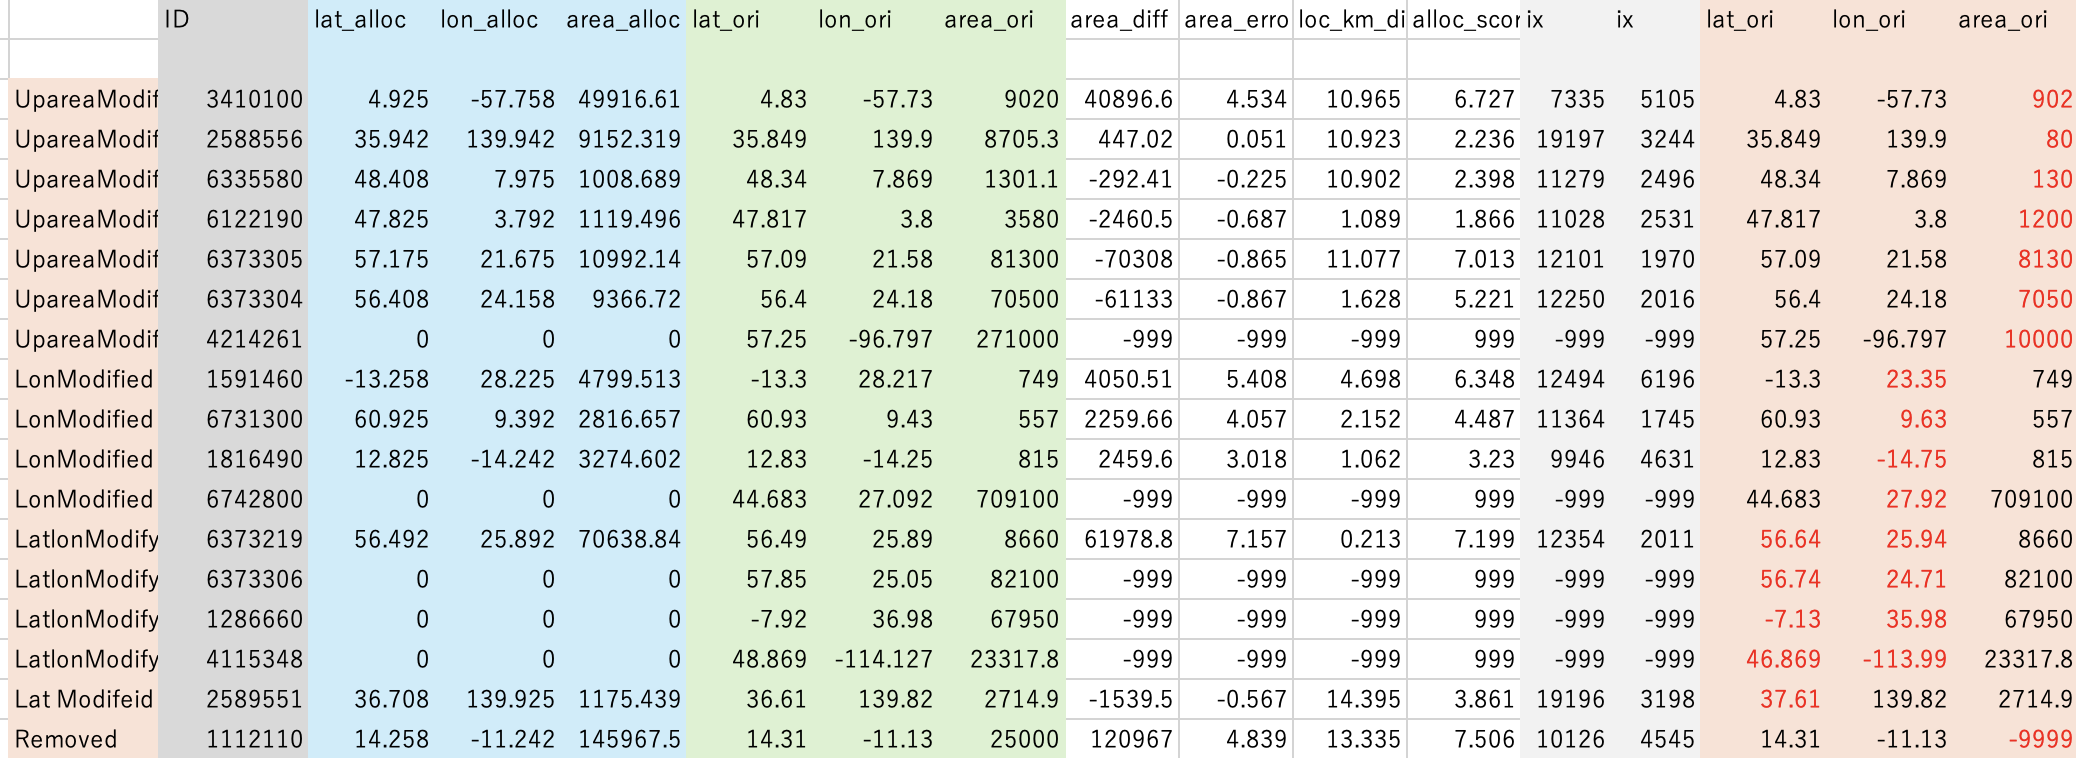 ID lat_alloc lon_alloc area_alloc lat_ori lon_ori area_ori area_diff area_erro loc_km_di alloc_scor ix ix lat_ori lon_ori area_ori
UpareaModif 3410100 4.925 -57.758 49916.61 4.83 -57.73 9020 40896.6 4.534 10.965 6.727 7335 5105 4.83 -57.73 902
UpareaModif 2588556 35.942 139.942 9152.319 35.849 139.9 8705.3 447.02 0.051 10.923 2.236 19197 3244 35.849 139.9 80
UpareaModif 6335580 48.408 7.975 1008.689 48.34 7.869 1301.1 -292.41 -0.225 10.902 2.398 11279 2496 48.34 7.869 130
UpareaModif 6122190 47.825 3.792 1119.496 47.817 3.8 3580 -2460.5 -0.687 1.089 1.866 11028 2531 47.817 3.8 1200
UpareaModif 6373305 57.175 21.675 10992.14 57.09 21.58 81300 -70308 -0.865 11.077 7.013 12101 1970 57.09 21.58 8130
UpareaModif 6373304 56.408 24.158 9366.72 56.4 24.18 70500 -61133 -0.867 1.628 5.221 12250 2016 56.4 24.18 7050
UpareaModif 4214261 0 0 0 57.25 -96.797 271000 -999 -999 -999 999 -999 -999 57.25 -96.797 10000
LonModified 1591460 -13.258 28.225 4799.513 -13.3 28.217 749 4050.51 5.408 4.698 6.348 12494 6196 -13.3 23.35 749
LonModified 6731300 60.925 9.392 2816.657 60.93 9.43 557 2259.66 4.057 2.152 4.487 11364 1745 60.93 9.63 557
LonModified 1816490 12.825 -14.242 3274.602 12.83 -14.25 815 2459.6 3.018 1.062 3.23 9946 4631 12.83 -14.75 815
LonModified 6742800 0 0 0 44.683 27.092 709100 -999 -999 -999 999 -999 -999 44.683 27.92 709100
LatlonModify 6373219 56.492 25.892 70638.84 56.49 25.89 8660 61978.8 7.157 0.213 7.199 12354 2011 56.64 25.94 8660
LatlonModify 6373306 0 0 0 57.85 25.05 82100 -999 -999 -999 999 -999 -999 56.74 24.71 82100
LatlonModify 1286660 0 0 0 -7.92 36.98 67950 -999 -999 -999 999 -999 -999 -7.13 35.98 67950
LatlonModify 4115348 0 0 0 48.869 -114.127 23317.8 -999 -999 -999 999 -999 -999 46.869 -113.99 23317.8
Lat Modifeid 2589551 36.708 139.925 1175.439 36.61 139.82 2714.9 -1539.5 -0.567 14.395 3.861 19196 3198 37.61 139.82 2714.9
Removed 1112110 14.258 -11.242 145967.5 14.31 -11.13 25000 120967 4.839 13.335 7.506 10126 4545 14.31 -11.13 -9999